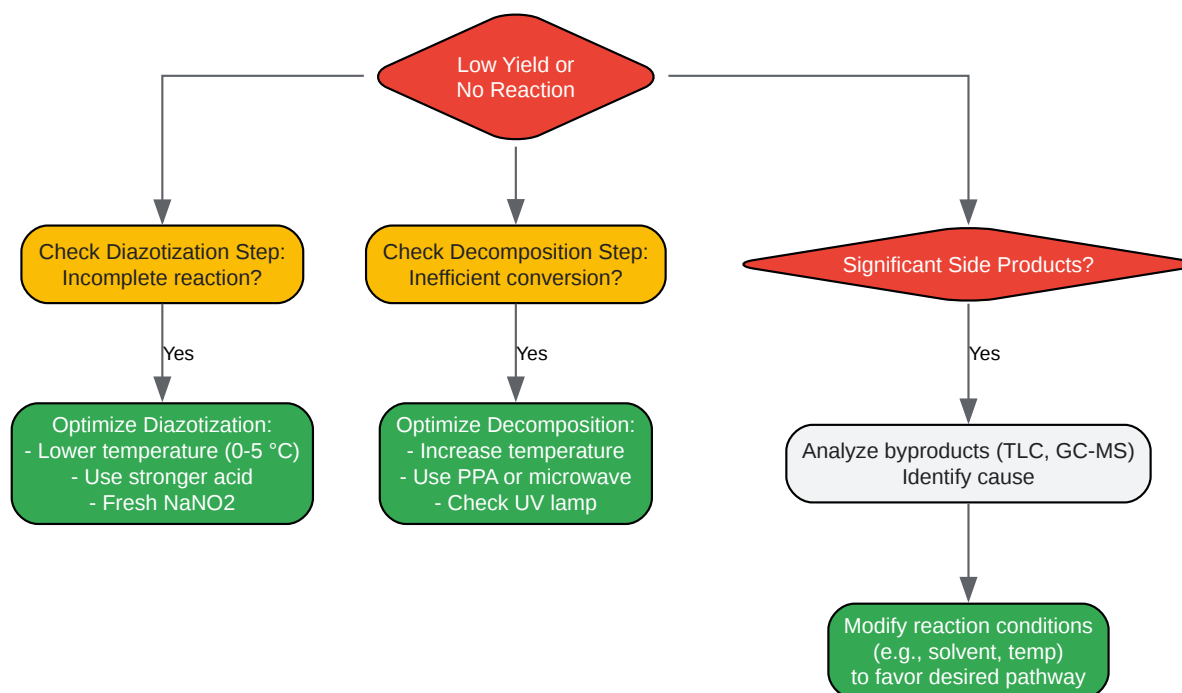 Low Yield or
No Reaction
Check Diazotization Step:
Incomplete reaction?
Check Decomposition Step:
Inefficient conversion?
Significant Side Products?
Yes
Yes
Yes
Optimize Diazotization:
- Lower temperature (0-5 °C)
- Use stronger acid
- Fresh NaNO2
Optimize Decomposition:
- Increase temperature
- Use PPA or microwave
- Check UV lamp
Analyze byproducts (TLC, GC-MS)
Identify cause
Modify reaction conditions
(e.g., solvent, temp)
to favor desired pathway